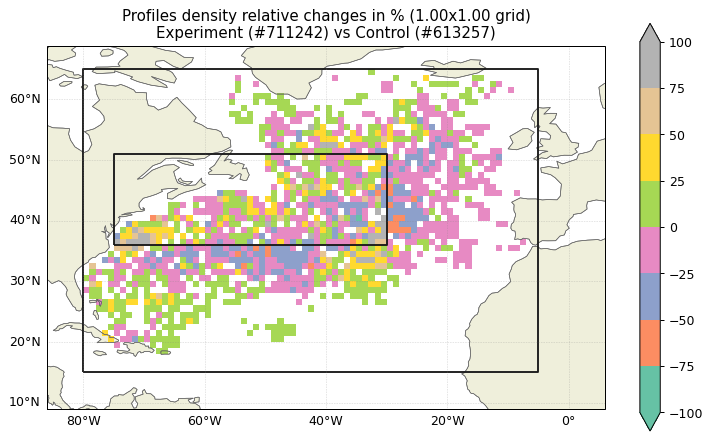 Profiles density relative changes in % (1.00x1.00 grid)
Experiment (#711242) vs Control (#613257)
60°N
50°N
40°N
30°N
20°N
10°N
80°W
60°W
40°W
20°W
0°
100
75
50
25
0
−25
−50
−75
−100